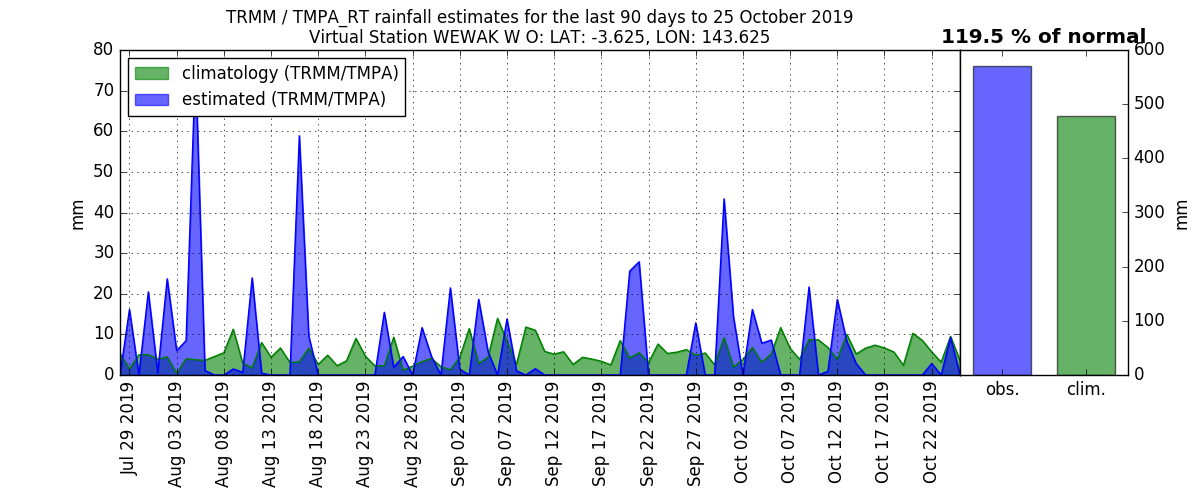 TRMM / TMPA_RT rainfall estimates for the last 90 days to 25 October 2019
Virtual Station WEWAK W O: LAT: -3.625, LON: 143.625
119.5 % of normal
climatology (TRMM/TMPA)
estimated (TRMM/TMPA)
80
70
60
50
40
30
20
10
0
mm
600
500
400
300
200
100
0
mm
Jul 29 2019
Aug 03 2019
Aug 08 2019
Aug 13 2019
Aug 18 2019
Aug 23 2019
Aug 28 2019
Sep 02 2019
Sep 07 2019
Sep 12 2019
Sep 17 2019
Sep 22 2019
Sep 27 2019
Oct 02 2019
Oct 07 2019
Oct 12 2019
Oct 17 2019
Oct 22 2019
obs.
clim.